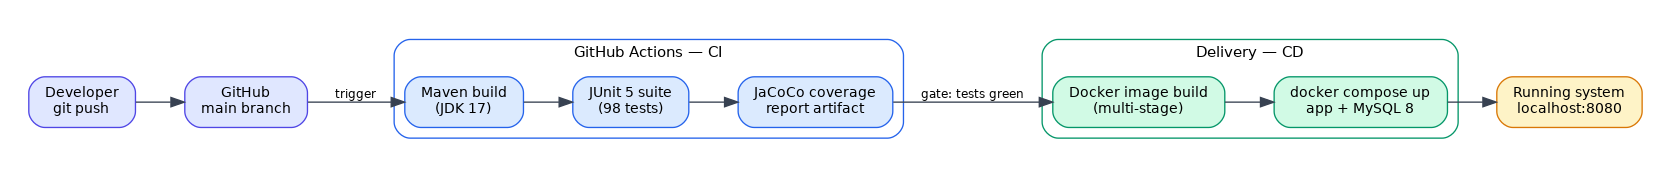 Developer
git push
GitHub
main branch
trigger
GitHub Actions — CI
Maven build
(JDK 17)
JUnit 5 suite
(98 tests)
JaCoCo coverage
report artifact
gate: tests green
Delivery — CD
Docker image build
(multi-stage)
docker compose up
app + MySQL 8
Running system
localhost:8080